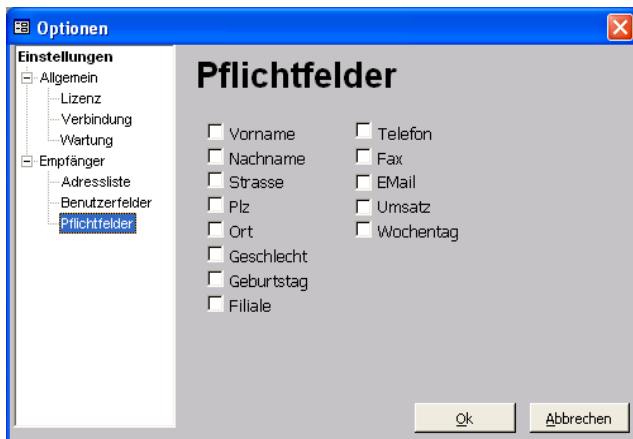 Optionen
Einstellungen
Allgemein
Lizenz
Verbindung
Wartung
Empfänger
Adressliste
Benutzerfelder
Pflichtfelder
Pflichtfelder
Vorname
Nachname
Strasse
Plz
Ort
Geschlecht
Geburtstag
Filiale
Telefon
Fax
EMail
Umsatz
Wochentag
Ok
Abbrechen